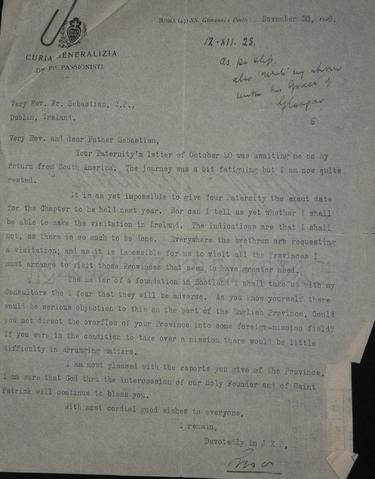 ROMA (47) SS. Giovanni e Paolo November 20, 1928.
CURIA GENERALIZIA
DE' PP. PASSIONISTI
12-XII. 28.
as per slip.
also
his Grace of
Glasgow
Very Rev. Fr. Sebastian, C.P.,
Dublin, Ireland.
Very Rev. and dear Father Sebastian,
Your Paternity's letter of October 10 was awaiting me on my
return from South America. The journey was a bit fatiguing but I am now quite
rested.
It is as yet impossible to give Your Paternity the exact date
for the Chapter to be held next year. Nor can I tell as yet whether I shall
be able to make the visitation in Ireland. The indications are that I shall
not, as there is so much to be done. Everywhere the brethren are requesting
a visitation; and as it is impossible for me to visit all the Provinces I
must arrange to visit those Provinces that seem to have greater need.
The matter of a foundation in Scotland I shall take up with my
Consultors tho I fear that they will be adverse. As you know yourself there
would be serious objection to this on the part of the English Province. Could
you not direct the overflow of your Province into some foreign-mission field?
If you were in the condition to take over a mission there would be little
difficulty in arranging matters.
I am most pleased with the reports you give of the Province.
I am sure that God thru the intercession of our Holy Founder and of Saint
Patrick will continue to bless you.
With most cordial good wishes to everyone,
I remain,
Devotedly in J X P.